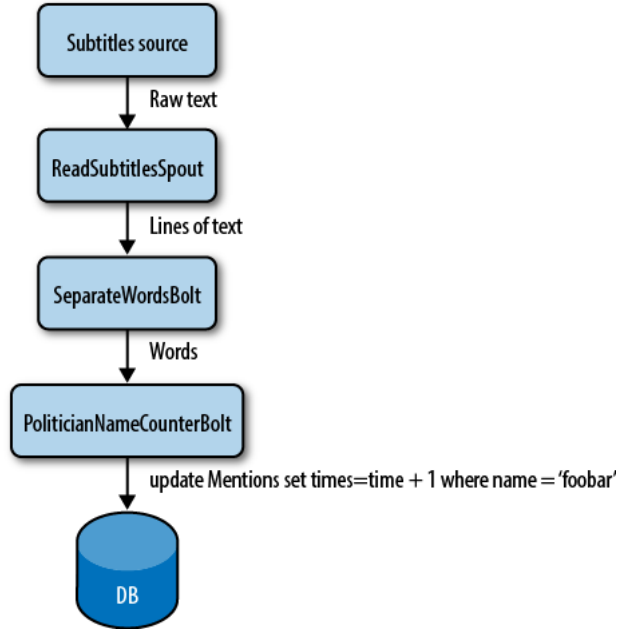 Subtitles source
Raw text
ReadSubtitlesSpout
Lines of text
SeparateWordsBolt
Words
PoliticianNameCounterBolt
update Mentions set times=time + 1 where name = ‘foobar’
DB